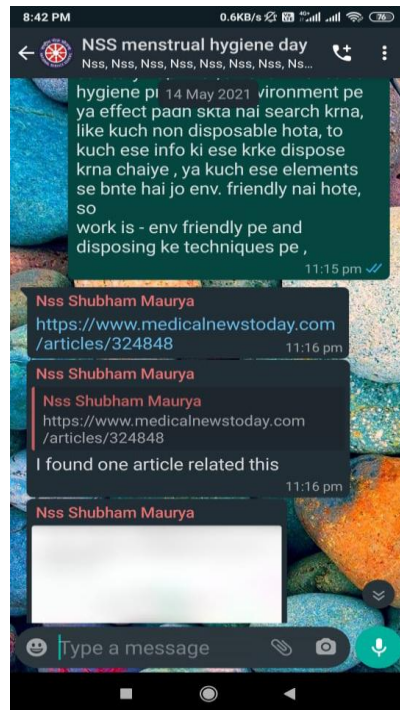 8:42 PM
0.6KB/s
76
NSS menstrual hygiene day
Nss, Nss, Nss, Nss, Nss, Nss, Nss, Ns...
14 May 2021
ya effect padh skta nai search krna,
like kuch non disposable hota, to
kuch ese info ki ese krke dispose
krna chaiye , ya kuch ese elements
se bnte hai jo env. friendly nai hote,
so
work is - env friendly pe and
disposing ke techniques pe ,
11:15 pm
Nss Shubham Maurya
https://www.medicalnewstoday.com
/articles/324848
11:16 pm
Nss Shubham Maurya
Nss Shubham Maurya
https://www.medicalnewstoday.com
/articles/324848
I found one article related this
11:16 pm
Nss Shubham Maurya
Type a message